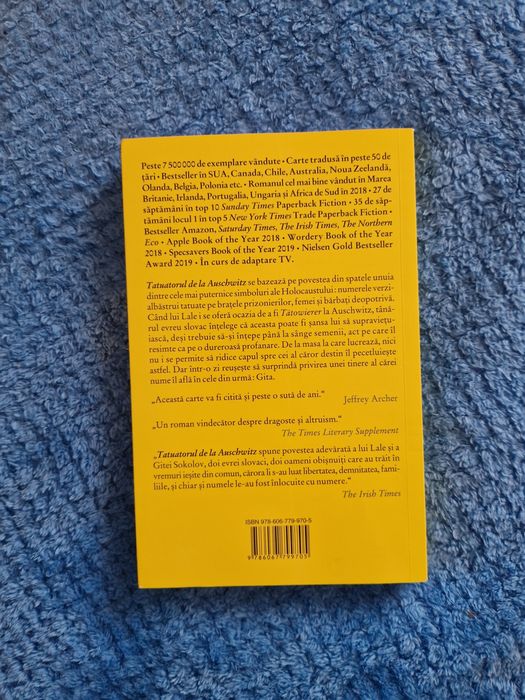 Peste 7 500 000 de exemplare vândute • Carte tradusă în peste 50 de
țări • Bestseller în SUA, Canada, Chile, Australia, Noua Zeelandă,
Olanda, Belgia, Polonia etc. • Romanul cel mai bine vândut în Marea
Britanie, Irlanda, Portugalia, Ungaria și Africa de Sud în 2018 • 27 de
săptămâni în top 10 Sunday Times Paperback Fiction • 35 de săp-
tămâni locul 1 în top 5 New York Times Trade Paperback Fiction •
Bestseller Amazon, Saturday Times, The Irish Times, The Northern
Eco • Apple Book of the Year 2018 • Wordery Book of the Year
2018 • Specsavers Book of the Year 2019 • Nielsen Gold Bestseller
Award 2019 • În curs de adaptare TV.
Tatuatorul de la Auschwitz se bazează pe povestea din spatele unuia
dintre cele mai puternice simboluri ale Holocaustului: numerele verzi-
albăstrui tatuate pe brațele prizonierilor, femei și bărbați deopotrivă.
Când lui Lale i se oferă ocazia de a fi Tätowierer la Auschwitz, tână-
rul evreu slovac înțelege că aceasta poate fi șansa lui să supraviețu-
iască, deși trebuie să-și înțepe până la sânge semenii, act pe care îl
resimte ca pe o dureroasă profanare. De la masa la care lucrează, nici
nu i se permite să ridice capul spre cei al căror destin îl pecetluiește
astfel. Dar într-o zi reușește să surprindă privirea unei tinere al cărei
nume îl află în cele din urmă: Gita.
„Această carte va fi citită și peste o sută de ani.“ Jeffrey Archer
„Un roman vindecător despre dragoste și altruism.“
The Times Literary Supplement
„Tatuatorul de la Auschwitz spune povestea adevărată a lui Lale și a
Gitei Sokolov, doi evrei slovaci, doi oameni obișnuiți care au trăit în
vremuri ieșite din comun, cărora li s-au luat libertatea, demnitatea, fami-
liile, și chiar și numele le-au fost înlocuite cu numere.“
The Irish Times
ISBN 978-606-779-970-5
9 786067 799705